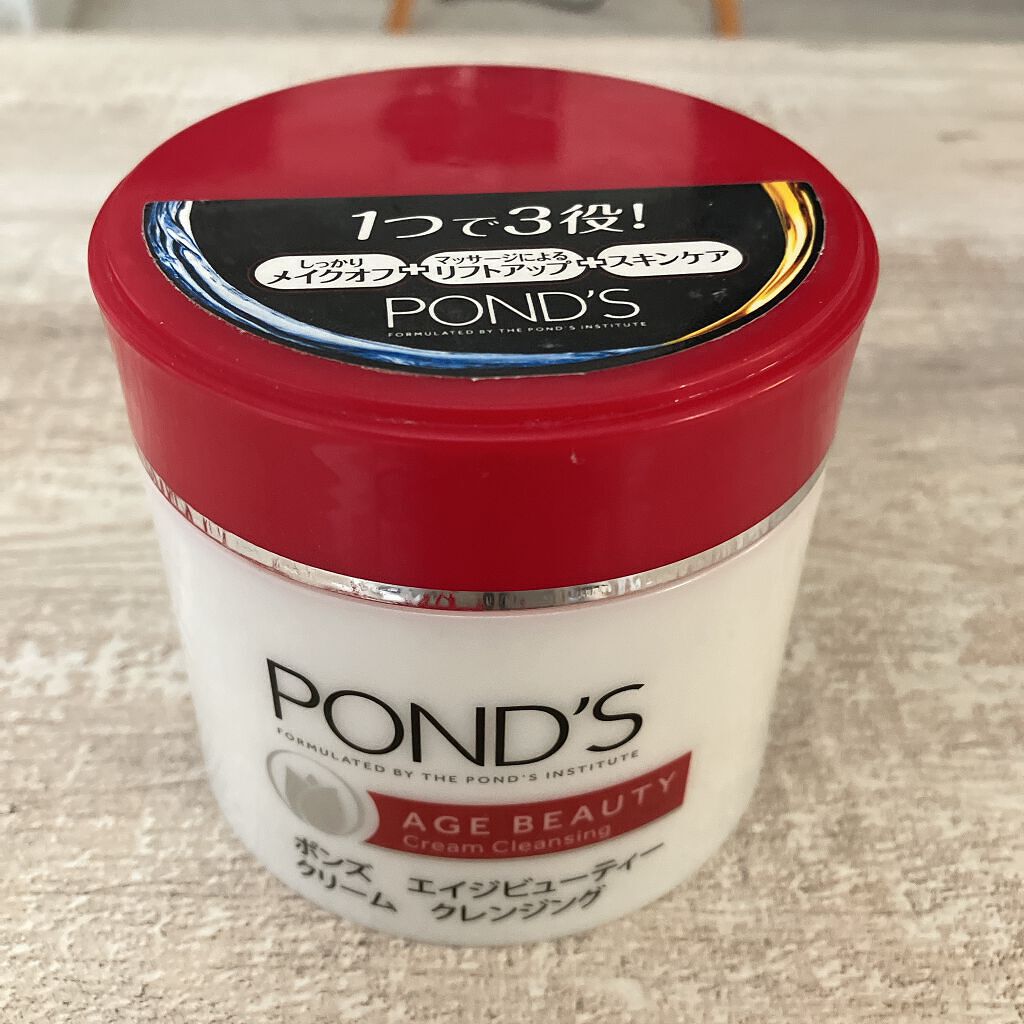 1つで3役!
しっかり
メイクオフ+マッサージによる
リフトアップ+スキンケア
POND'S
FORMULATED BY THE POND'S INSTITUTE
POND'S
FORMULATED BY THE POND'S INSTITUTE
AGE BEAUTY
Cream Cleansing
ポンズ エイジビューティー
クリーム クレンジング